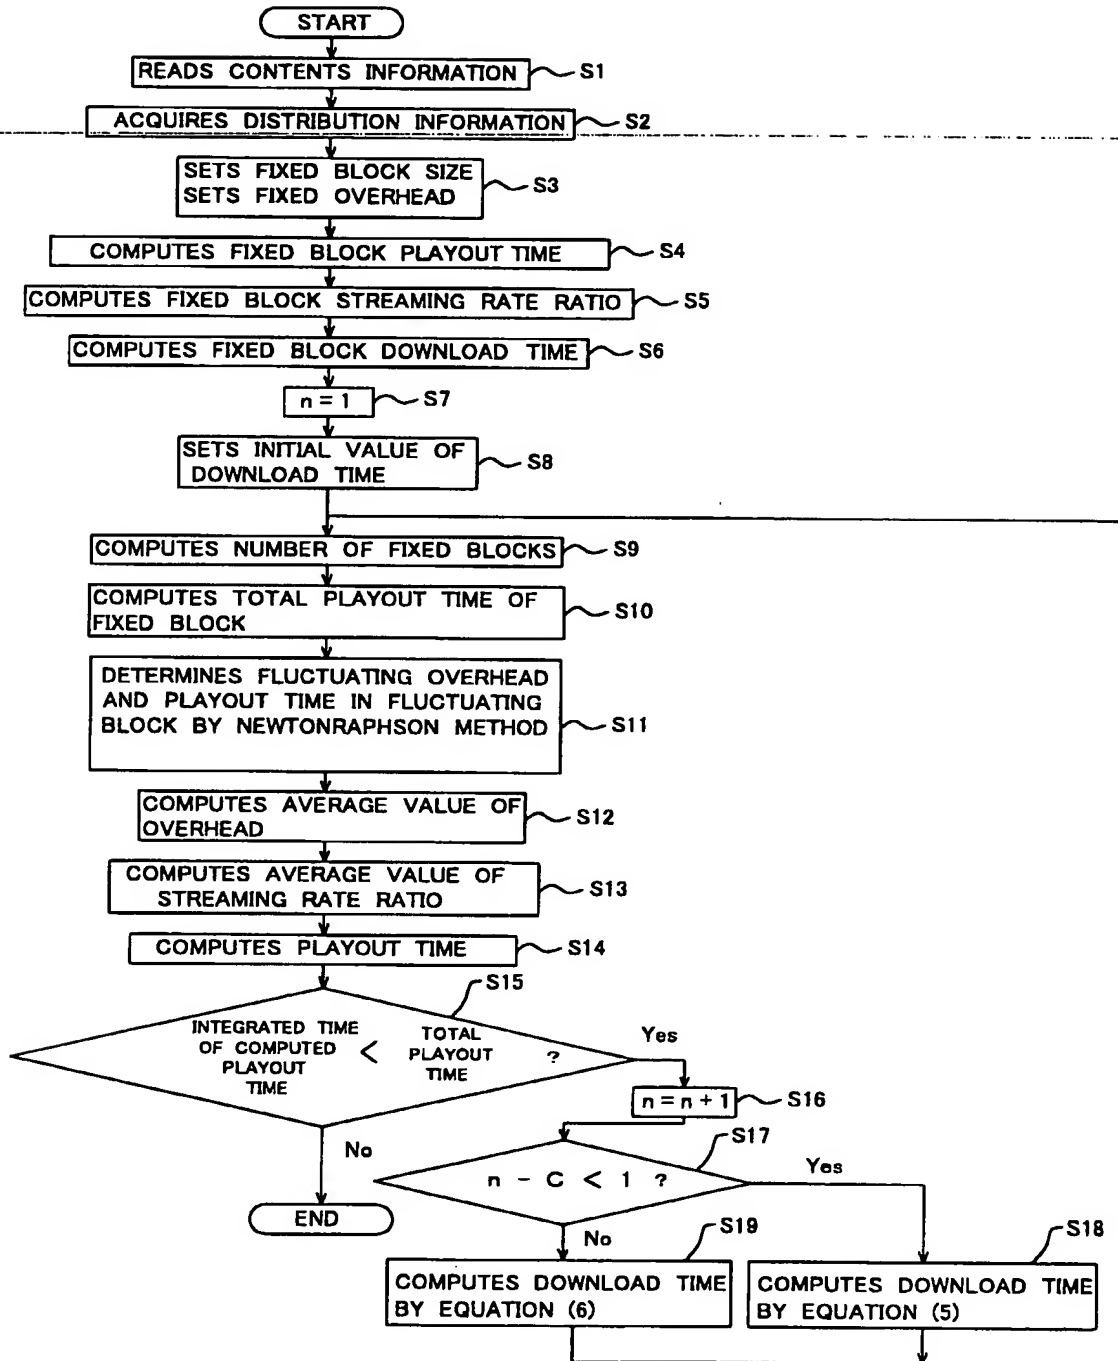 START
READS CONTENTS INFORMATION
S1
ACQUIRES DISTRIBUTION INFORMATION
S2
SETS FIXED BLOCK SIZE
SETS FIXED OVERHEAD
S3
COMPUTES FIXED BLOCK PLAYOUT TIME
S4
COMPUTES FIXED BLOCK STREAMING RATE RATIO
S5
COMPUTES FIXED BLOCK DOWNLOAD TIME
S6
n = 1
S7
SETS INITIAL VALUE OF
DOWNLOAD TIME
S8
COMPUTES NUMBER OF FIXED BLOCKS
S9
COMPUTES TOTAL PLAYOUT TIME OF
FIXED BLOCK
S10
DETERMINES FLUCTUATING OVERHEAD
AND PLAYOUT TIME IN FLUCTUATING
BLOCK BY NEWTONRAPHSON METHOD
S11
COMPUTES AVERAGE VALUE OF
OVERHEAD
S12
COMPUTES AVERAGE VALUE OF
STREAMING RATE RATIO
S13
COMPUTES PLAYOUT TIME
S14
S15
INTEGRATED TIME
OF COMPUTED
PLAYOUT
TIME
<
TOTAL
PLAYOUT
TIME
?
Yes
No
n = n + 1
S16
S17
n - C < 1 ?
Yes
No
END
S19
COMPUTES DOWNLOAD TIME
BY EQUATION (6)
S18
COMPUTES DOWNLOAD TIME
BY EQUATION (5)